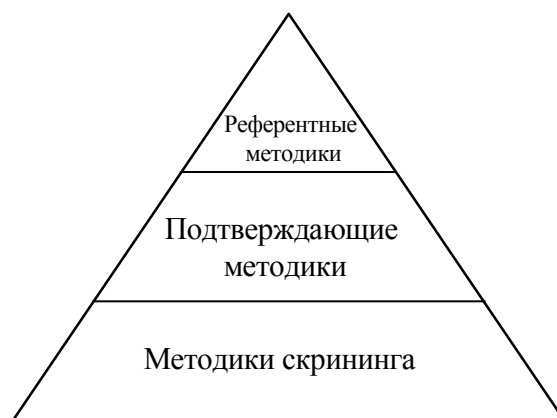 Референтные
методики
Подтверждающие
методики
Методики скрининга